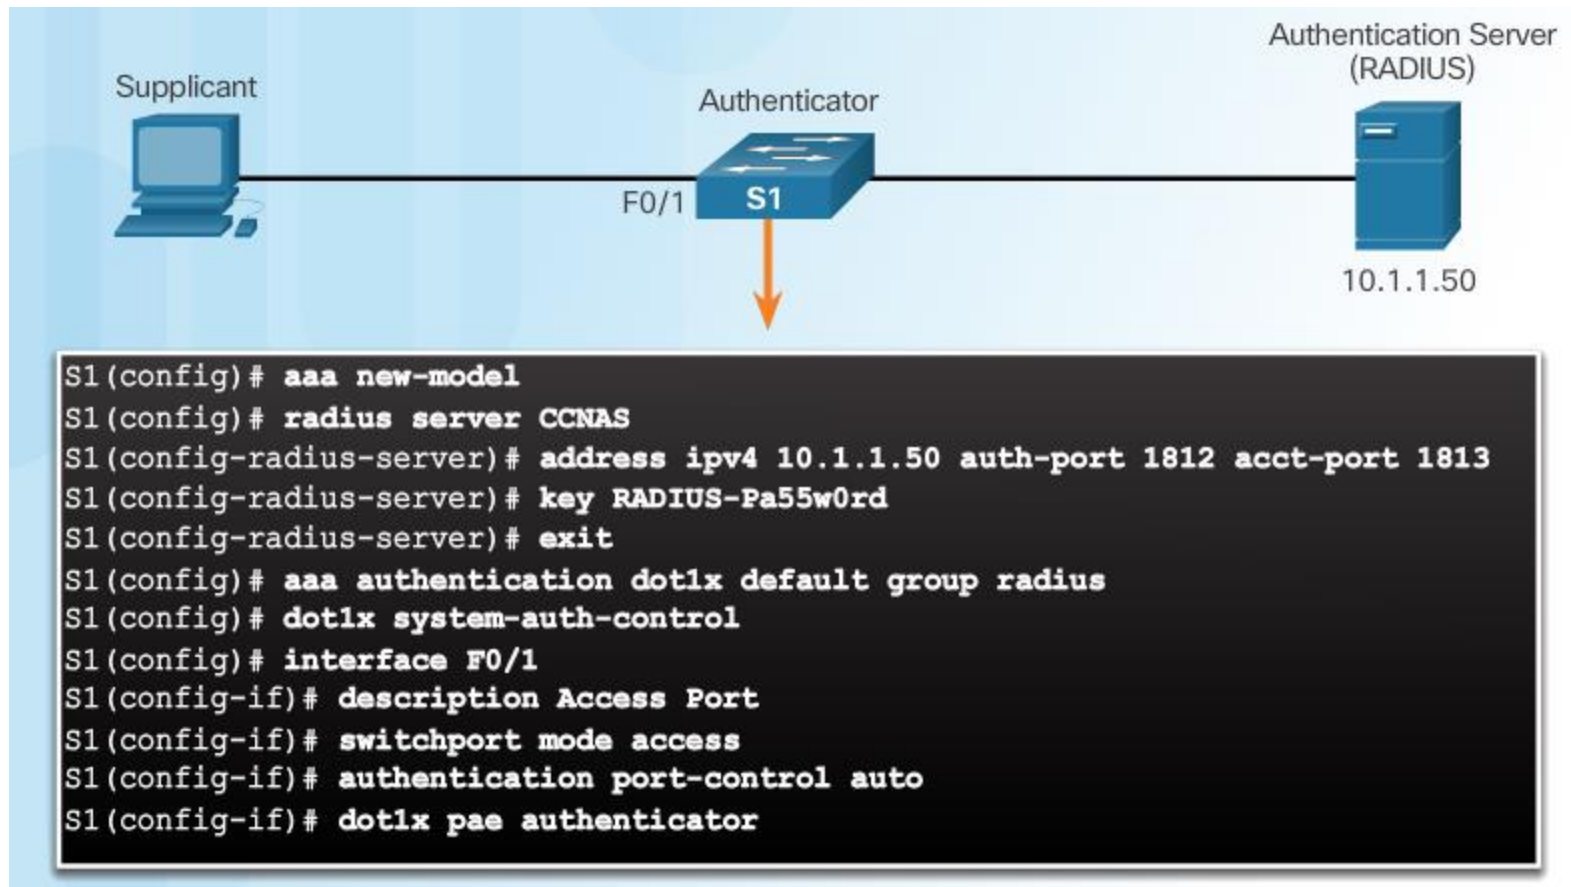 Authentication Server
(RADIUS)
Supplicant
Authenticator
F0/1
S1
10.1.1.50
S1(config)# aaa new-model
S1(config)# radius server CCNAS
S1(config-radius-server)# address ipv4 10.1.1.50 auth-port 1812 acct-port 1813
S1(config-radius-server)# key RADIUS-Pa55w0rd
S1(config-radius-server)# exit
S1(config)# aaa authentication dot1x default group radius
S1(config)# dot1x system-auth-control
S1(config)# interface F0/1
S1(config-if)# description Access Port
S1(config-if)# switchport mode access
S1(config-if)# authentication port-control auto
S1(config-if)# dot1x pae authenticator